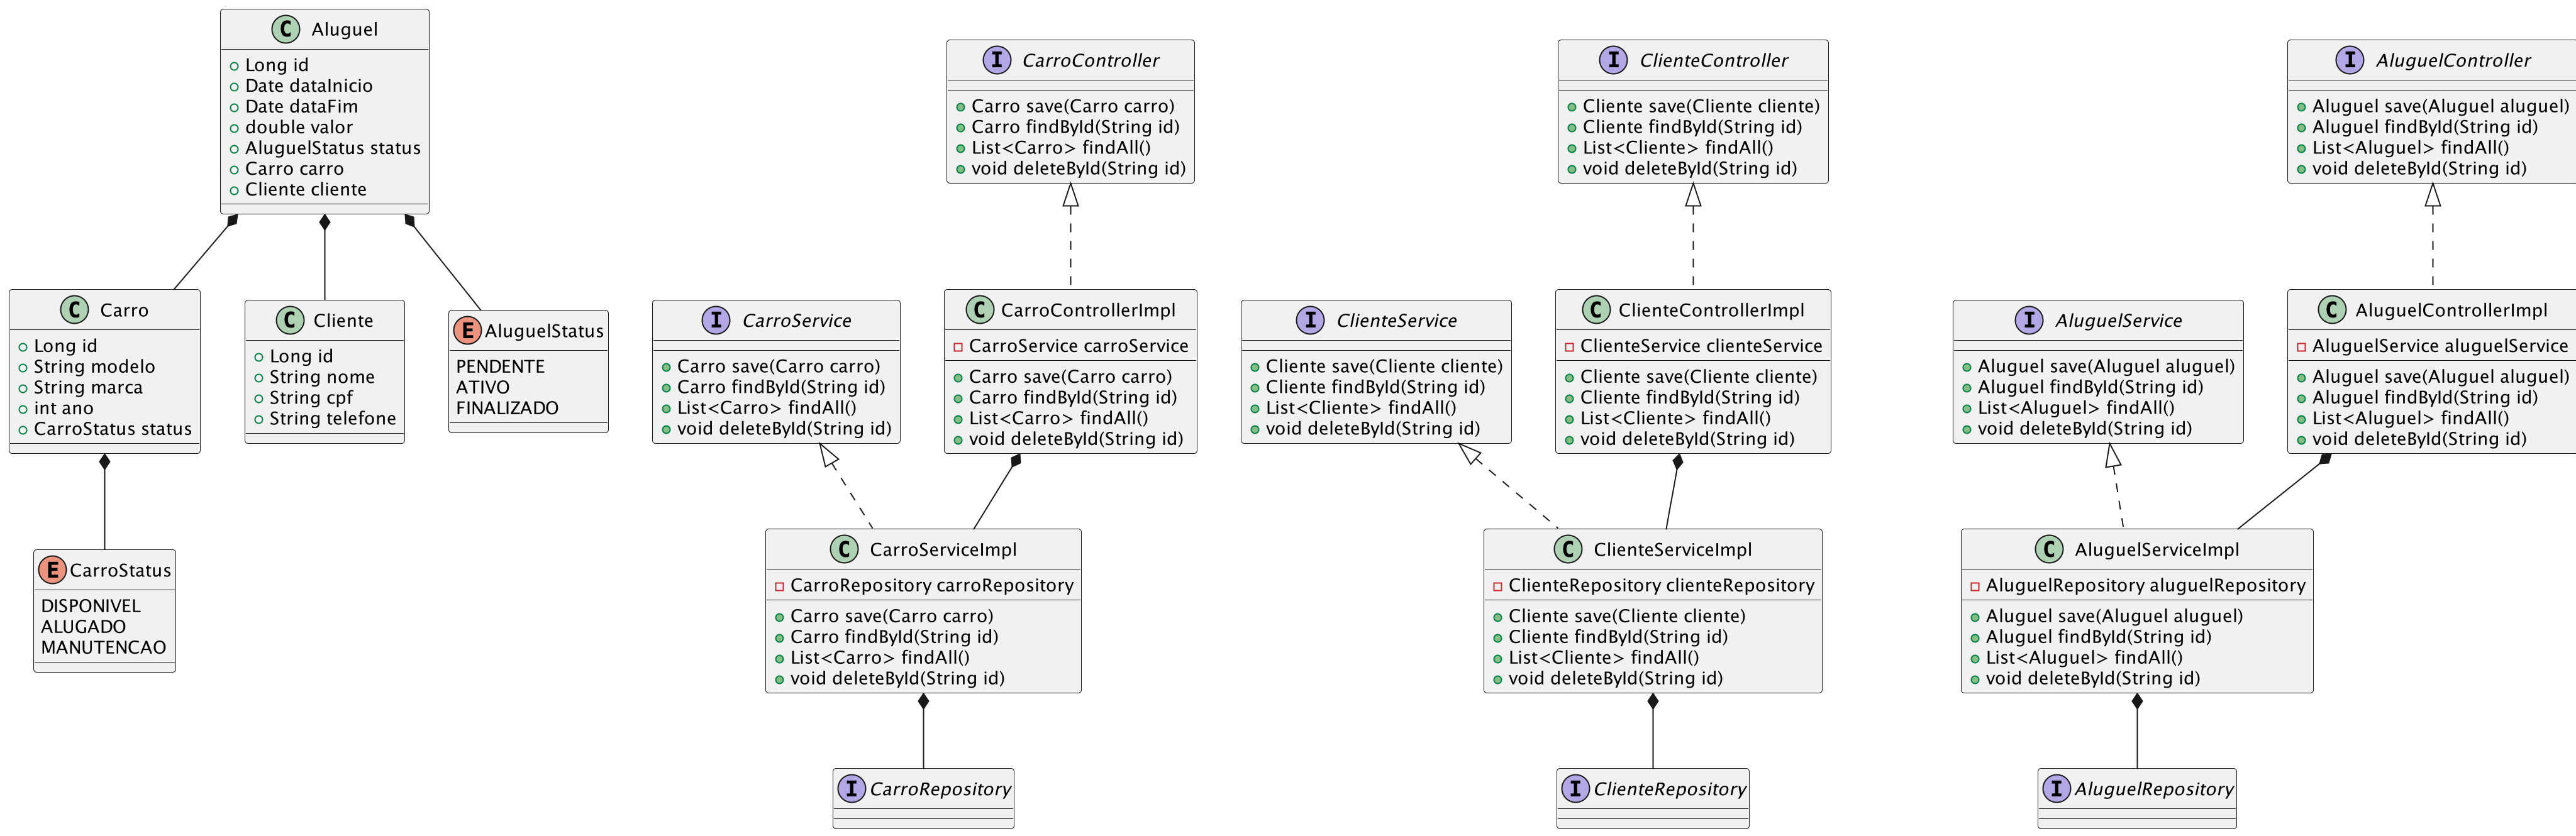 C Aluguel
Long id
Date dataInicio
Date dataFim
double valor
AluguelStatus status
Carro carro
Cliente cliente
I CarroController
Carro save(Carro carro)
Carro findById(String id)
List<Carro> findAll()
void deleteById(String id)
I ClienteController
Cliente save(Cliente cliente)
Cliente findById(String id)
List<Cliente> findAll()
void deleteById(String id)
I AluguelController
Aluguel save(Aluguel aluguel)
Aluguel findById(String id)
List<Aluguel> findAll()
void deleteById(String id)
C Carro
Long id
String modelo
String marca
int ano
CarroStatus status
C Cliente
Long id
String nome
String cpf
String telefone
E AluguelStatus
PENDENTE
ATIVO
FINALIZADO
I CarroService
Carro save(Carro carro)
Carro findById(String id)
List<Carro> findAll()
void deleteById(String id)
C CarroControllerImpl
CarroService carroService
Carro save(Carro carro)
Carro findById(String id)
List<Carro> findAll()
void deleteById(String id)
I ClienteService
Cliente save(Cliente cliente)
Cliente findById(String id)
List<Cliente> findAll()
void deleteById(String id)
C ClienteControllerImpl
ClienteService clienteService
Cliente save(Cliente cliente)
Cliente findById(String id)
List<Cliente> findAll()
void deleteById(String id)
I AluguelService
Aluguel save(Aluguel aluguel)
Aluguel findById(String id)
List<Aluguel> findAll()
void deleteById(String id)
C AluguelControllerImpl
AluguelService aluguelService
Aluguel save(Aluguel aluguel)
Aluguel findById(String id)
List<Aluguel> findAll()
void deleteById(String id)
E CarroStatus
DISPONIVEL
ALUGADO
MANUTENCAO
C CarroServiceImpl
CarroRepository carroRepository
Carro save(Carro carro)
Carro findById(String id)
List<Carro> findAll()
void deleteById(String id)
C ClienteServiceImpl
ClienteRepository clienteRepository
Cliente save(Cliente cliente)
Cliente findById(String id)
List<Cliente> findAll()
void deleteById(String id)
C AluguelServiceImpl
AluguelRepository aluguelRepository
Aluguel save(Aluguel aluguel)
Aluguel findById(String id)
List<Aluguel> findAll()
void deleteById(String id)
I CarroRepository
I ClienteRepository
I AluguelRepository